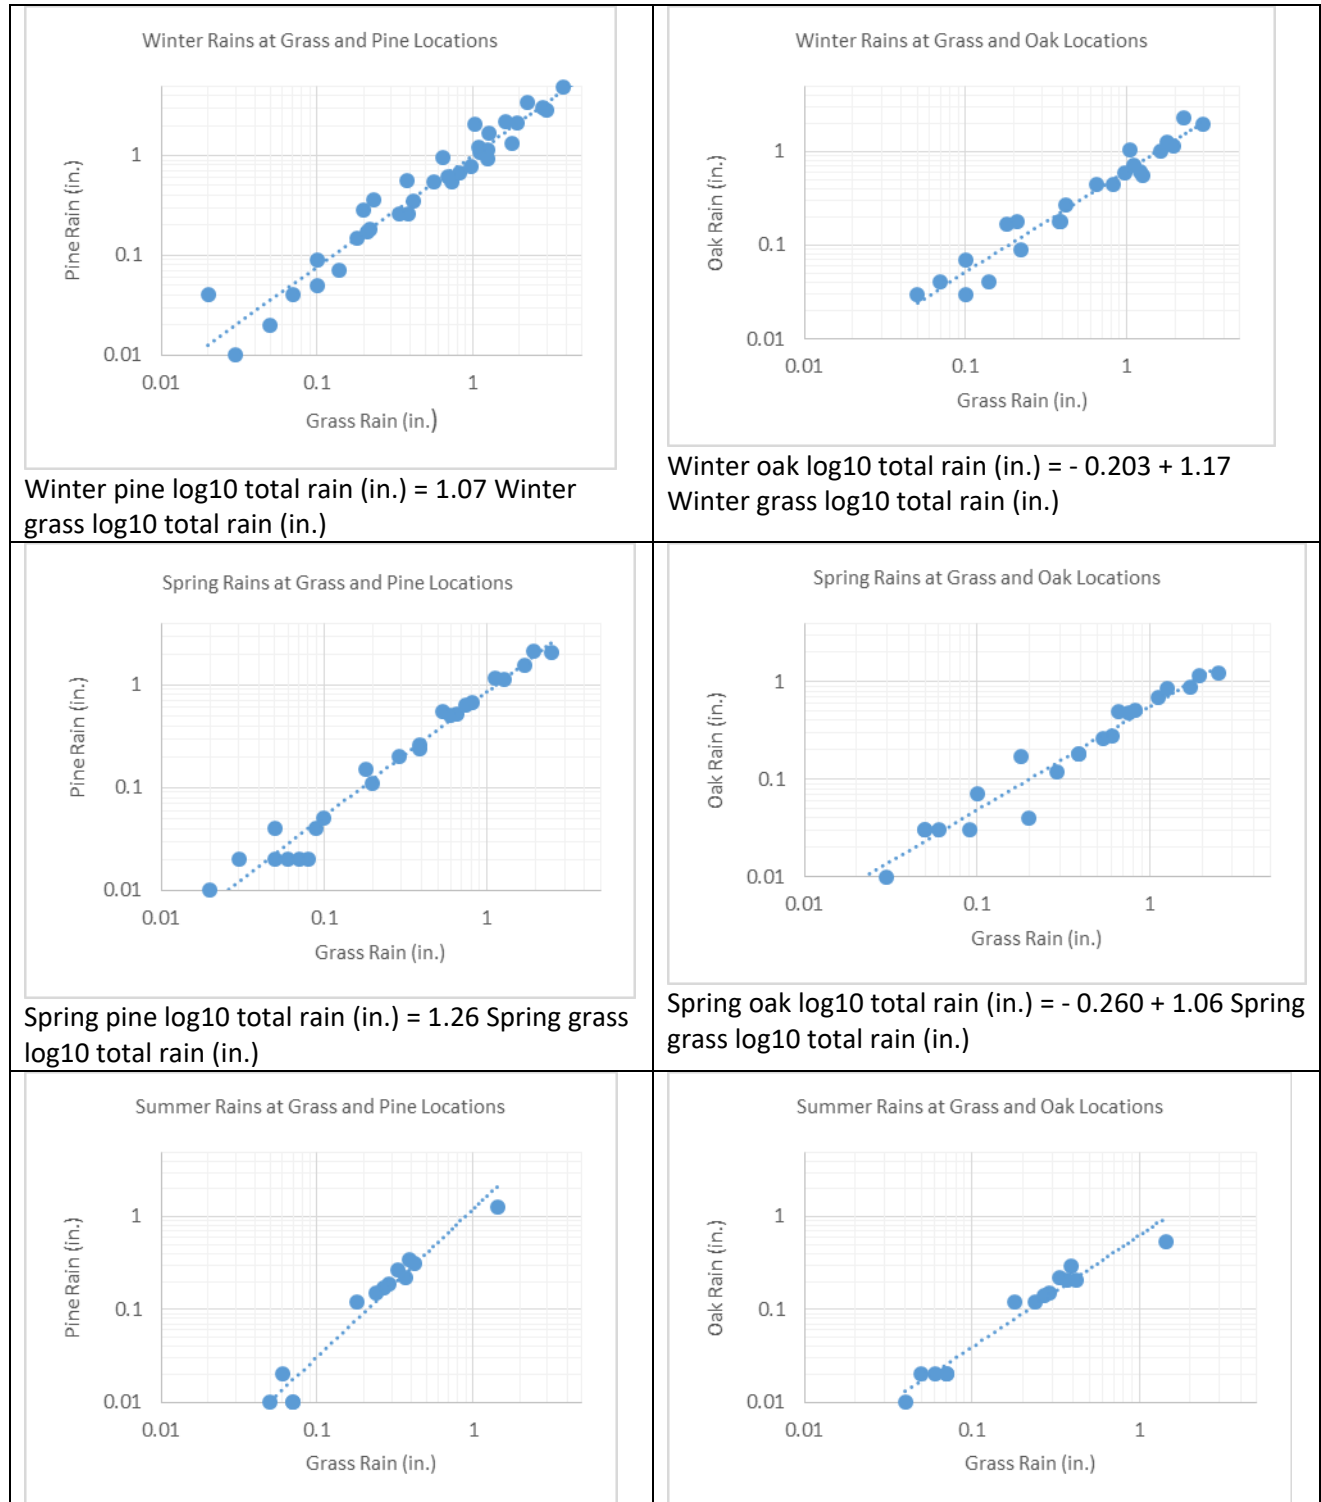 Winter Rains at Grass and Pine Locations
Pine Rain (in.)
1
0.1
0.01
0.01 0.1 1
Grass Rain (in.)
Winter pine log10 total rain (in.) = 1.07 Winter
grass log10 total rain (in.)
Winter Rains at Grass and Oak Locations
Oak Rain (in.)
1
0.1
0.01
0.01 0.1 1
Grass Rain (in.)
Winter oak log10 total rain (in.) = - 0.203 + 1.17
Winter grass log10 total rain (in.)
Spring Rains at Grass and Pine Locations
Pine Rain (in.)
1
0.1
0.01
0.01 0.1 1
Grass Rain (in.)
Spring pine log10 total rain (in.) = 1.26 Spring grass
log10 total rain (in.)
Spring Rains at Grass and Oak Locations
Oak Rain (in.)
1
0.1
0.01
0.01 0.1 1
Grass Rain (in.)
Spring oak log10 total rain (in.) = - 0.260 + 1.06 Spring
grass log10 total rain (in.)
Summer Rains at Grass and Pine Locations
Pine Rain (in.)
1
0.1
0.01
0.01 0.1 1
Grass Rain (in.)
Summer Rains at Grass and Oak Locations
Oak Rain (in.)
1
0.1
0.01
0.01 0.1 1
Grass Rain (in.)